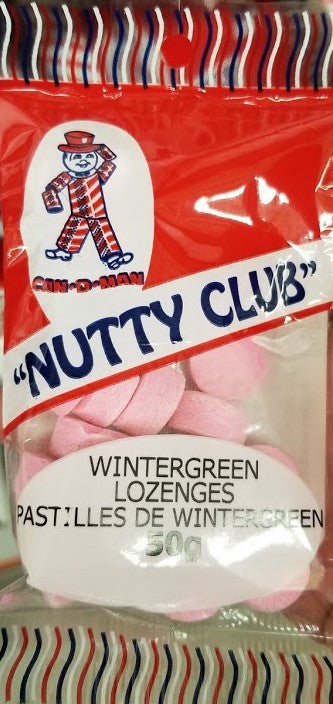 CAN•D•MAN
"NUTTY CLUB"
WINTERGREEN
LOZENGES
PASTILLES DE WINTERGREEN
50g